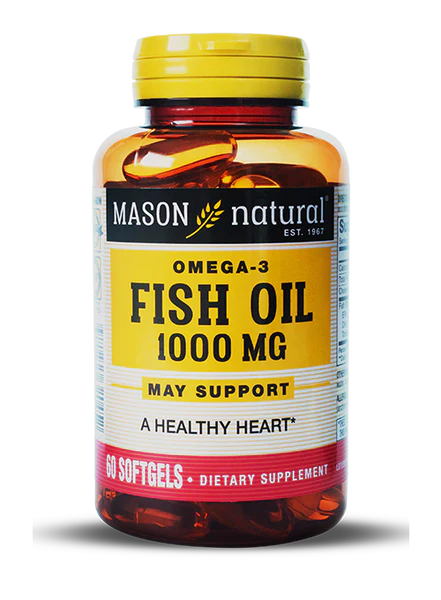 MASON natural®
EST. 1967
OMEGA-3
FISH OIL
1000 MG
MAY SUPPORT
A HEALTHY HEART*
60 SOFTGELS • DIETARY SUPPLEMENT